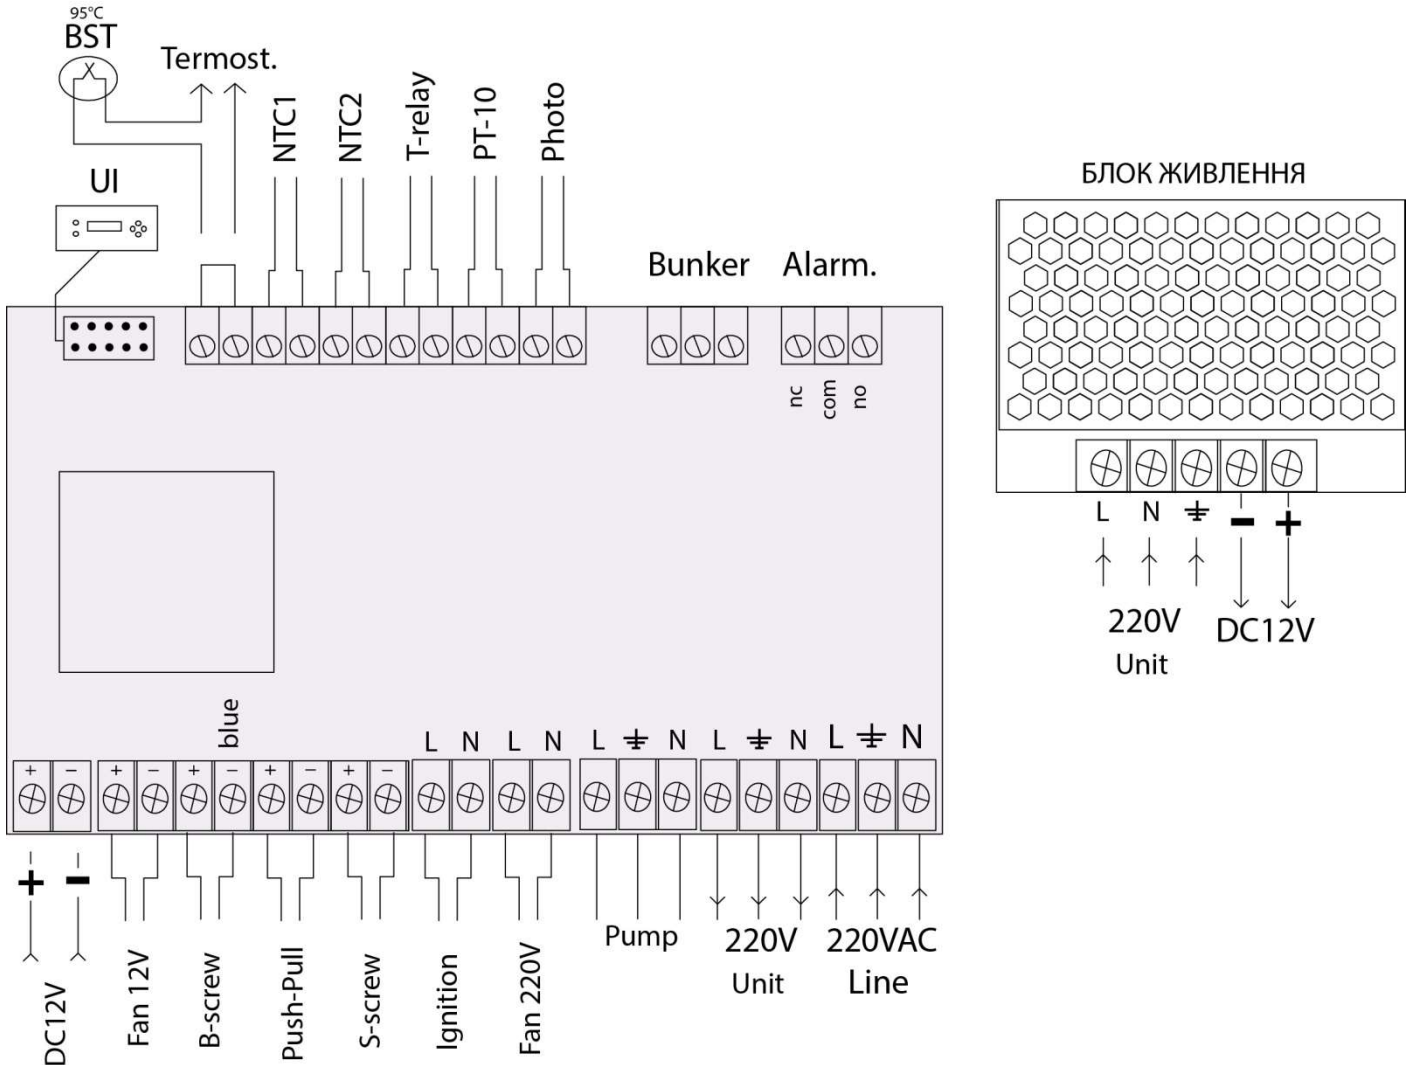 95°C
BST
Termost.
NTC1
NTC2
T-relay
PT-10
Photo
UI
Bunker
Alarm.
nc
com
no
БЛОК ЖИВЛЕННЯ
L N - +
220V
Unit
DC12V
blue
L N L N L N L N L N
+ - + - + - + - + -
+ -
DC12V
Fan 12V
B-screw
Push-Pull
S-screw
Ignition
Fan 220V
Pump
220V
Unit
220VAC
Line